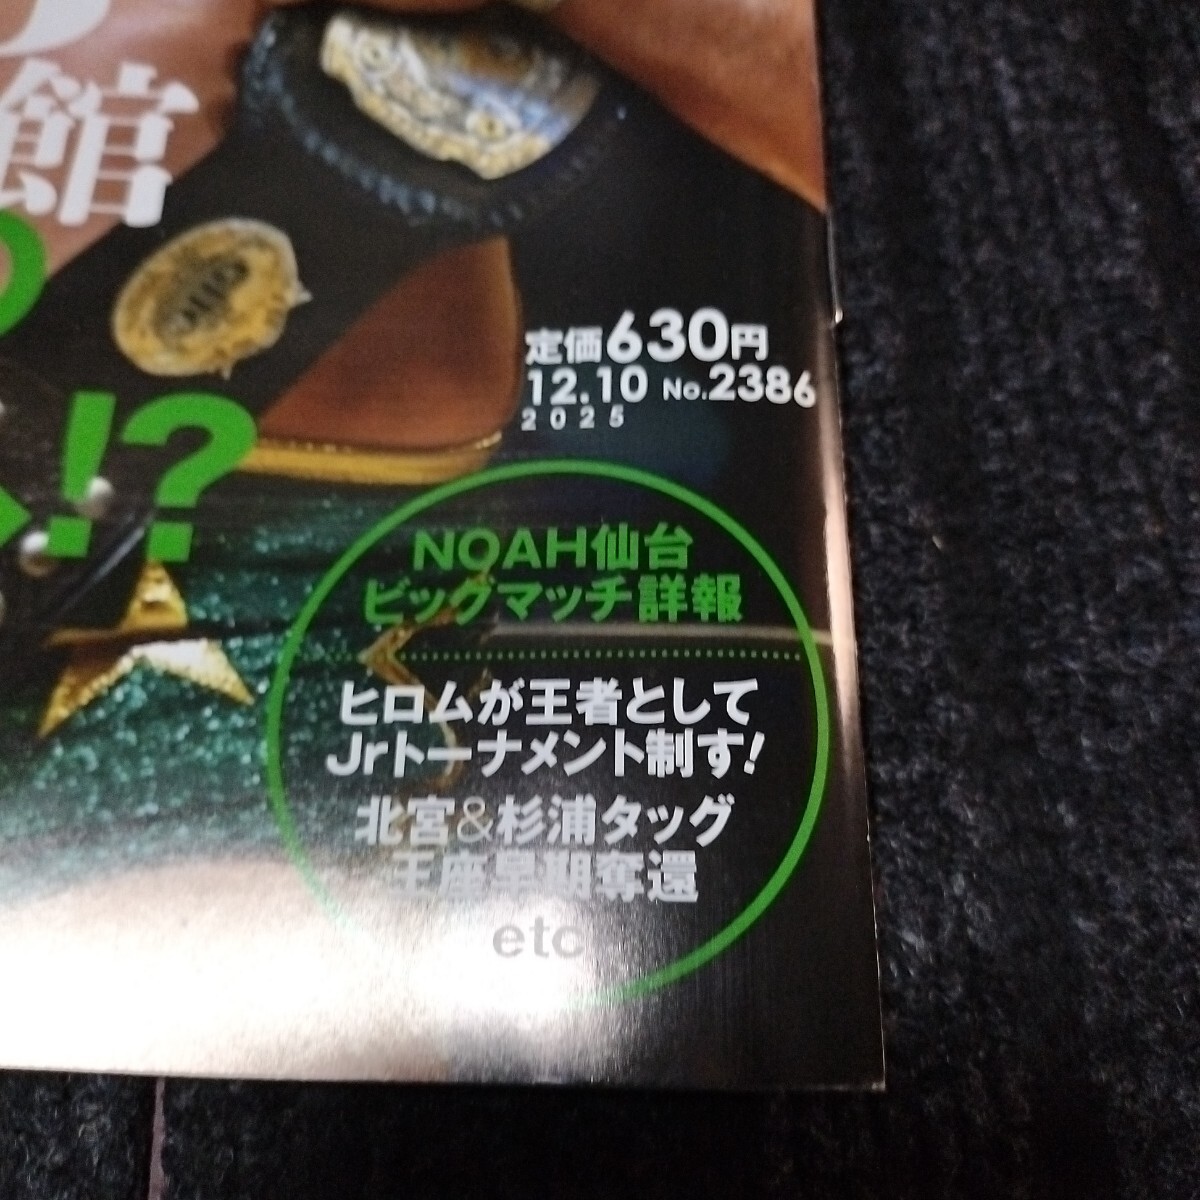 館
!?
定価630円
12.10 No.2386
2025
NOAH仙台
ビッグマッチ詳報
ヒロムが王者として
Jrトーナメント制す!
北宮&杉浦タッグ
王座早期奪還
etc